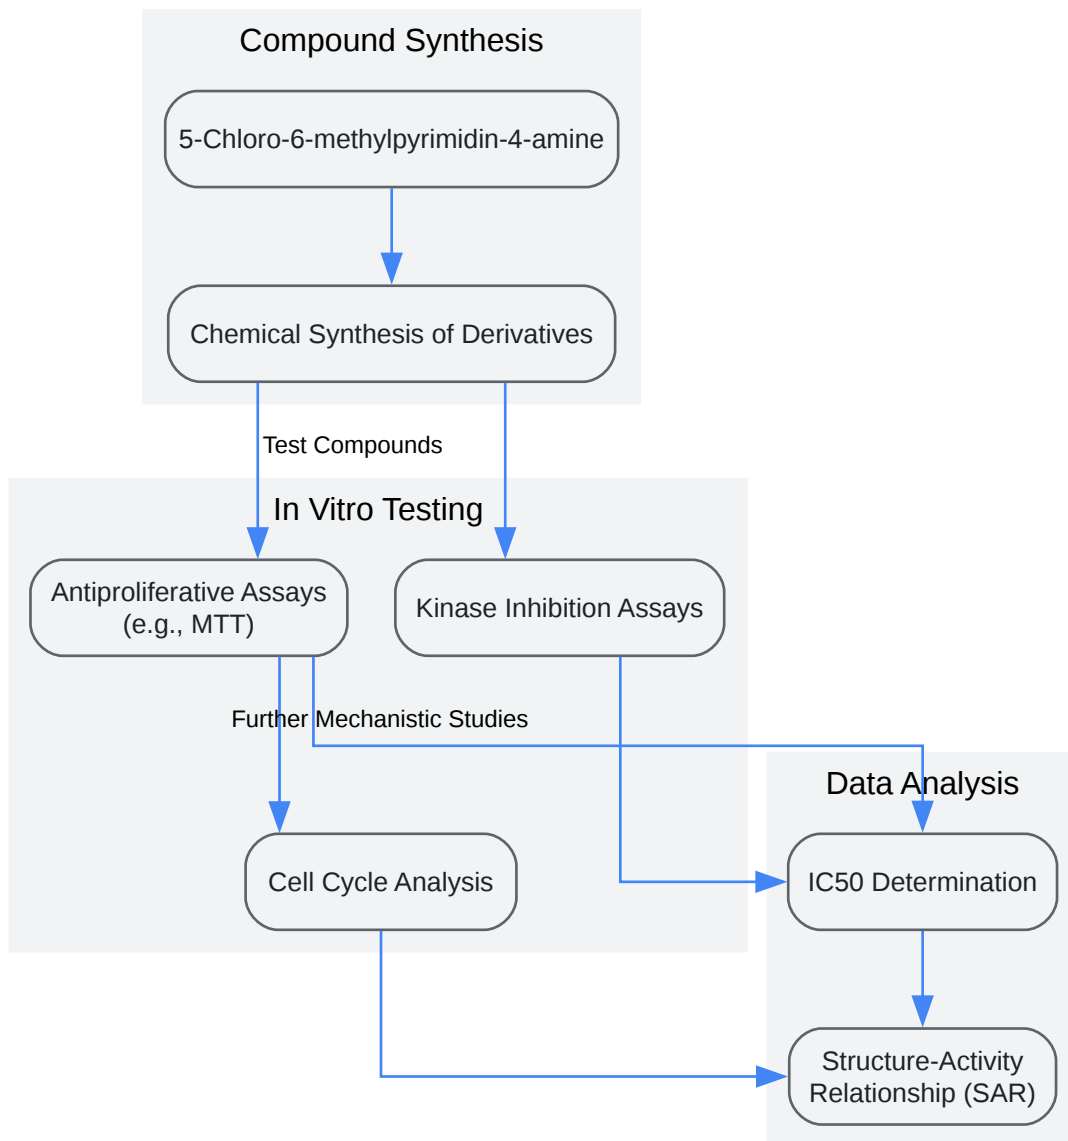 Compound Synthesis
5-Chloro-6-methylpyrimidin-4-amine
Chemical Synthesis of Derivatives
Test Compounds
In Vitro Testing
Antiproliferative Assays
(e.g., MTT)
Kinase Inhibition Assays
Further Mechanistic Studies
Data Analysis
Cell Cycle Analysis
IC50 Determination
Structure-Activity
Relationship (SAR)